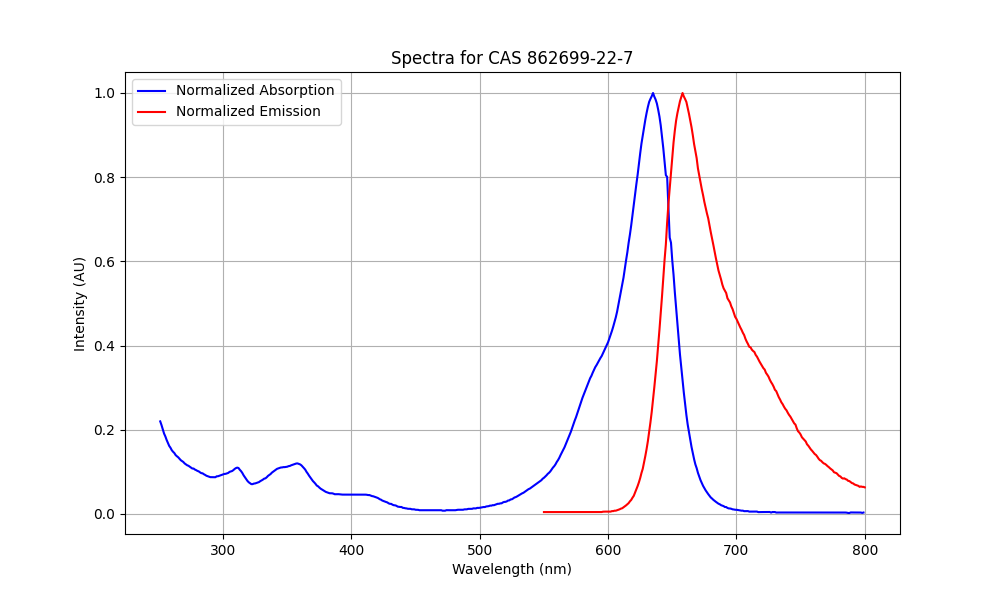 Spectra for CAS 862699-22-7
Normalized Absorption
Normalized Emission
1.0
0.8
0.6
0.4
0.2
0.0
Intensity (AU)
300 400 500 600 700 800
Wavelength (nm)